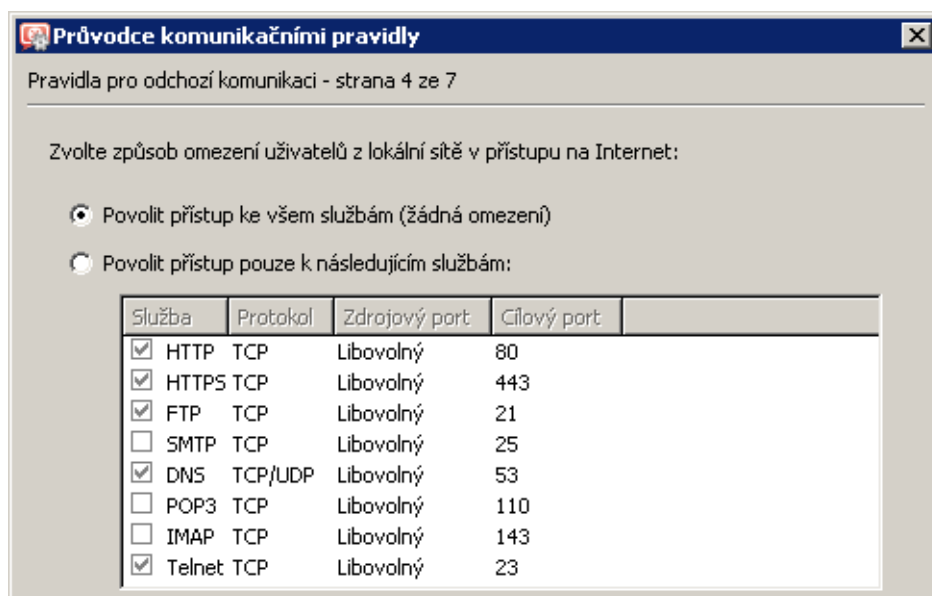 Průvodce komunikačními pravidly
Pravidla pro odchozí komunikaci - strana 4 ze 7
Zvolte způsob omezení uživatelů z lokální sítě v přístupu na Internet:
Povolit přístup ke všem službám (žádná omezení)
Povolit přístup pouze k následujícím službám:
Služba Protokol Zdrojový port Cílový port
HTTP TCP Libovolný 80
HTTPS TCP Libovolný 443
FTP TCP Libovolný 21
SMTP TCP Libovolný 25
DNS TCP/UDP Libovolný 53
POP3 TCP Libovolný 110
IMAP TCP Libovolný 143
Telnet TCP Libovolný 23